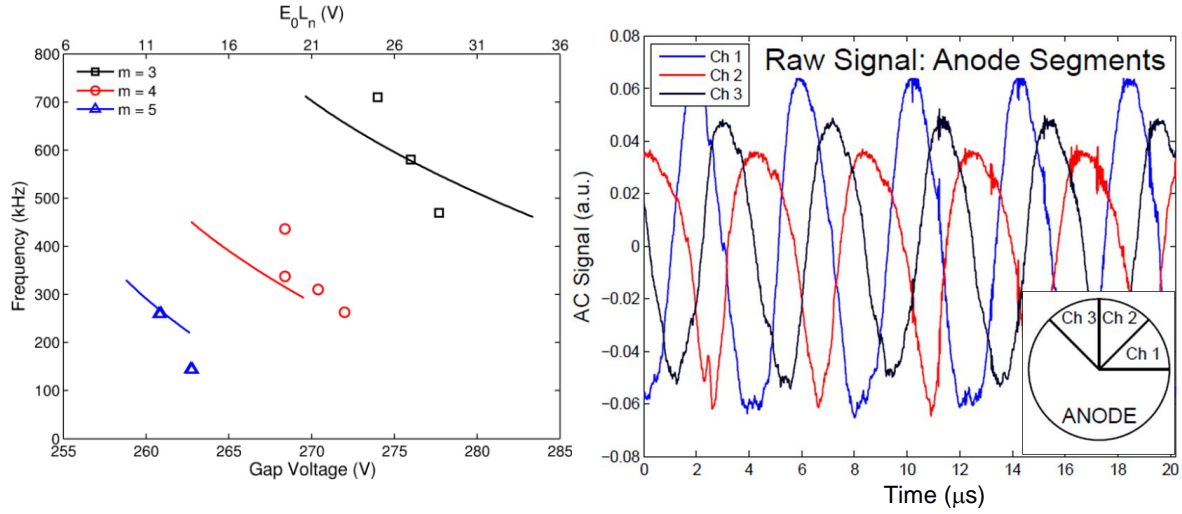 E₀Lₙ (V)
6 11 16 21 26 31 36
800
700
600
500
400
300
200
100
0
Frequency (kHz)
m = 3
m = 4
m = 5
255 260 265 270 275 280 285
Gap Voltage (V)
Raw Signal: Anode Segments
Ch 1
Ch 2
Ch 3
0.08
0.06
0.04
0.02
0
−0.02
−0.04
−0.06
−0.08
AC Signal (a.u.)
Ch 3 Ch 2
Ch 1
ANODE
0 2 4 6 8 10 12 14 16 18 20
Time (μs)